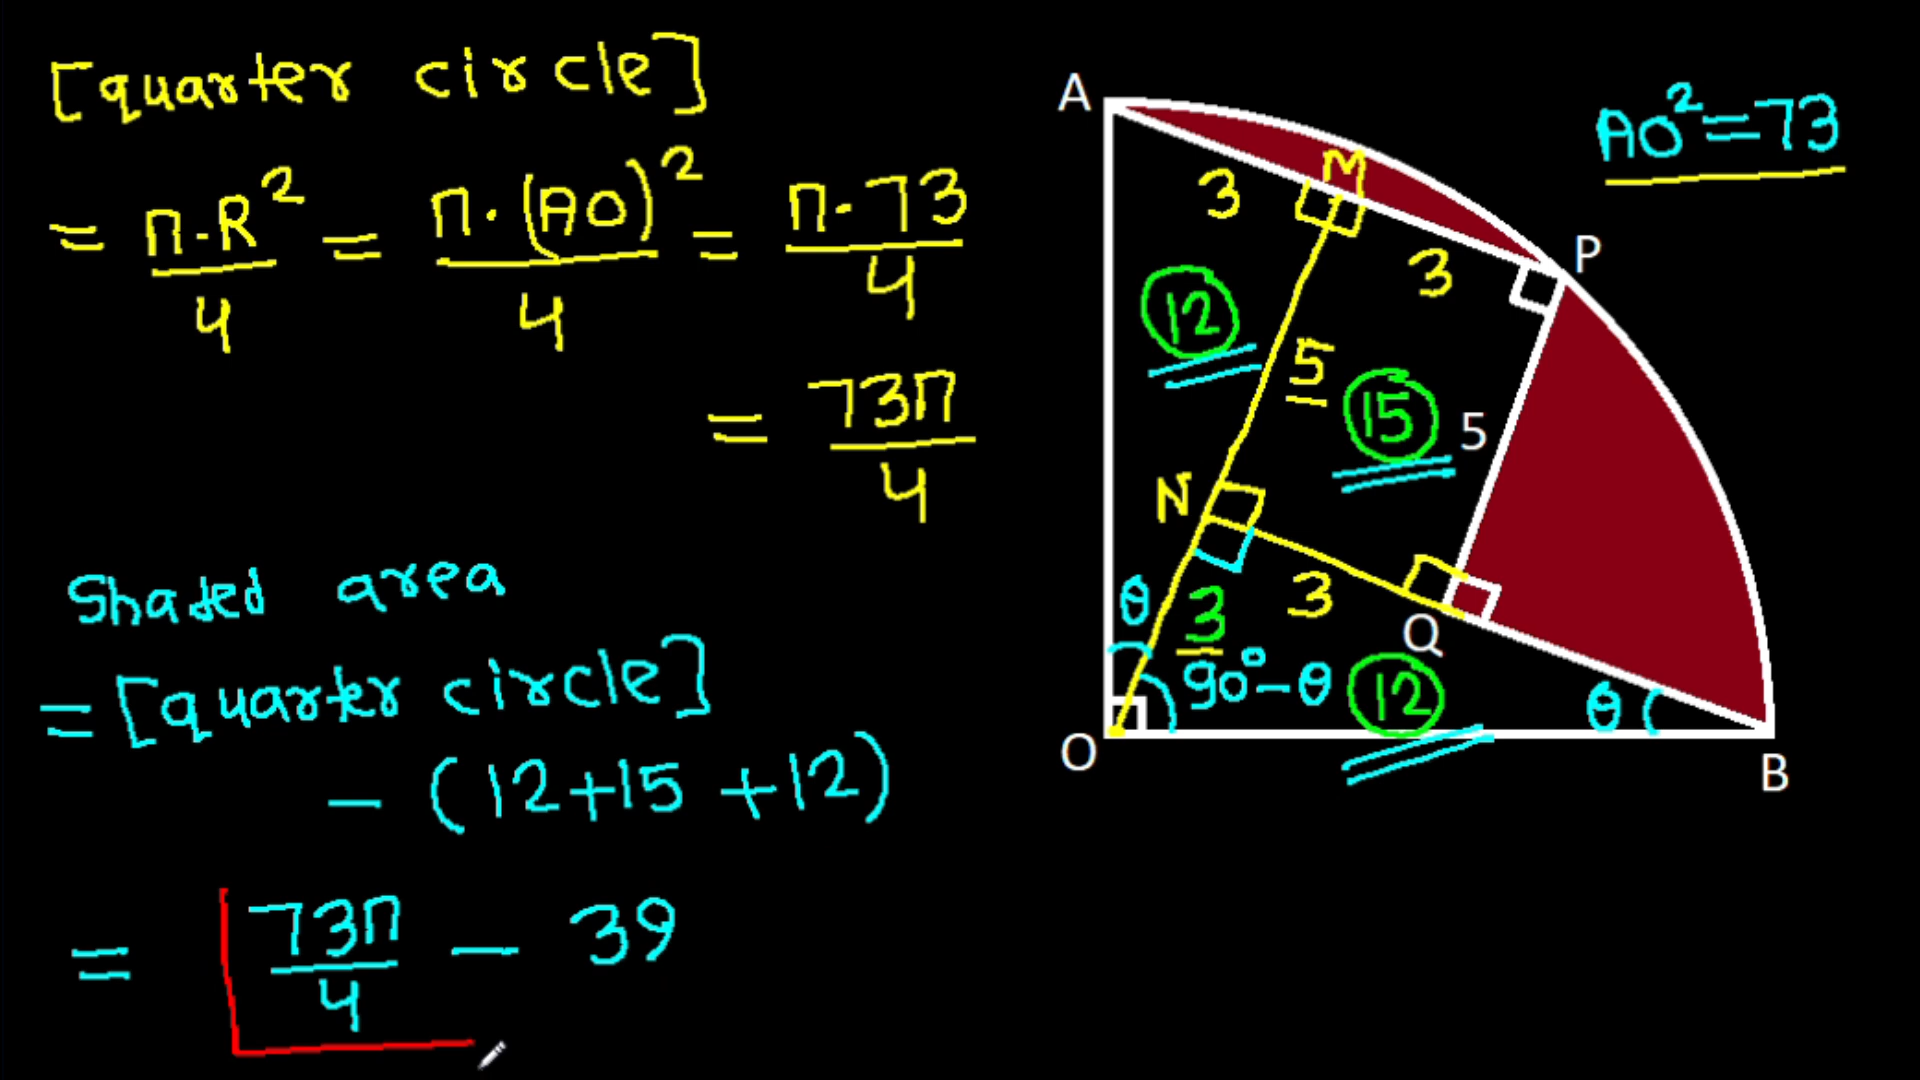 [quarter circle]
= π·R²/4 = π·(AO)²/4 = π·73/4
= 73π/4
Shaded area
= [quarter circle]
− (12+15+12)
= 73π/4 − 39
A
AO²=73
M
3
P
3
12
5
15
5
N
θ
3
3
Q
90°−θ
12
θ
O
B